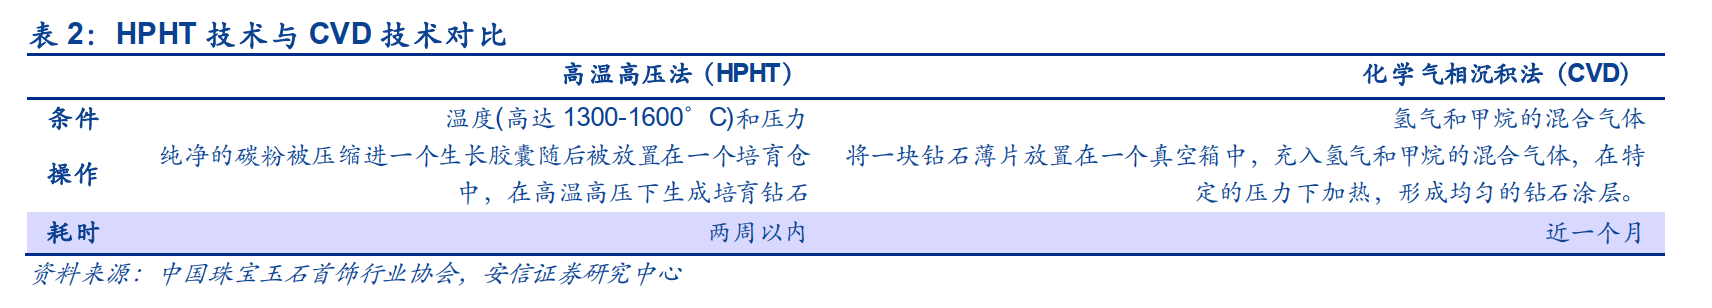 表 2：HPHT 技术与 CVD 技术对比
高温高压法（HPHT） 化学气相沉积法（CVD）
条件 温度(高达 1300-1600°C)和压力 氢气和甲烷的混合气体
操作 纯净的碳粉被压缩进一个生长胶囊随后被放置在一个培育仓 将一块钻石薄片放置在一个真空箱中，充入氢气和甲烷的混合气体，在特
中，在高温高压下生成培育钻石 定的压力下加热，形成均匀的钻石涂层。
耗时 两周以内 近一个月
资料来源：中国珠宝玉石首饰行业协会，安信证券研究中心